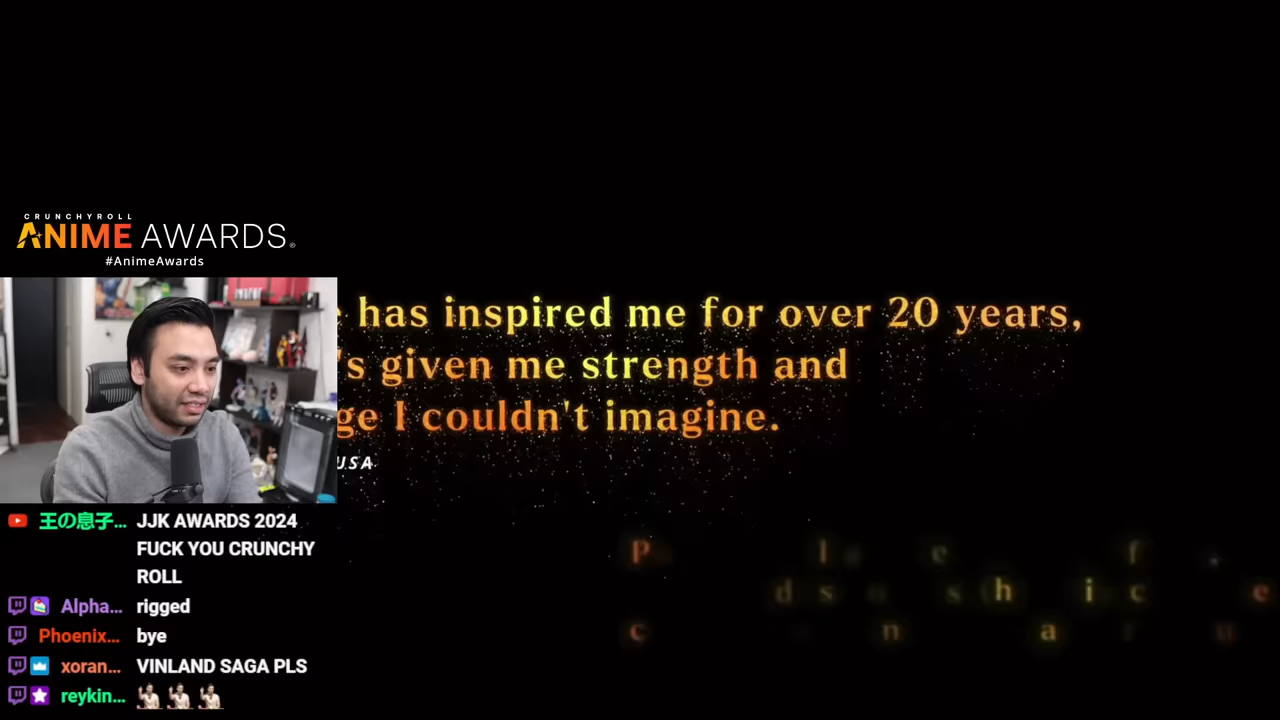 CRUNCHYROLL
ANIME AWARDS®
#AnimeAwards
has inspired me for over 20 years,
's given me strength and
ge I couldn't imagine.
USA
王の息子... JJK AWARDS 2024
FUCK YOU CRUNCHY
ROLL
Alpha... rigged
Phoenix... bye
xoran... VINLAND SAGA PLS
reykin...